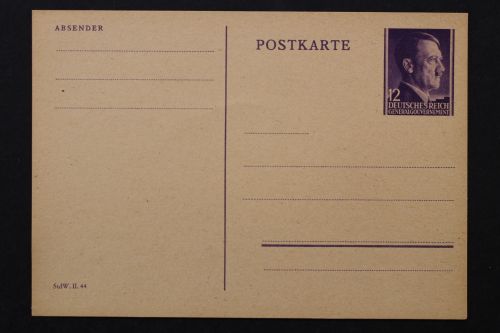 ABSENDER
POSTKARTE
12
DEUTSCHES REICH
GENERALGOUVERNEMENT
StdW. II. 44